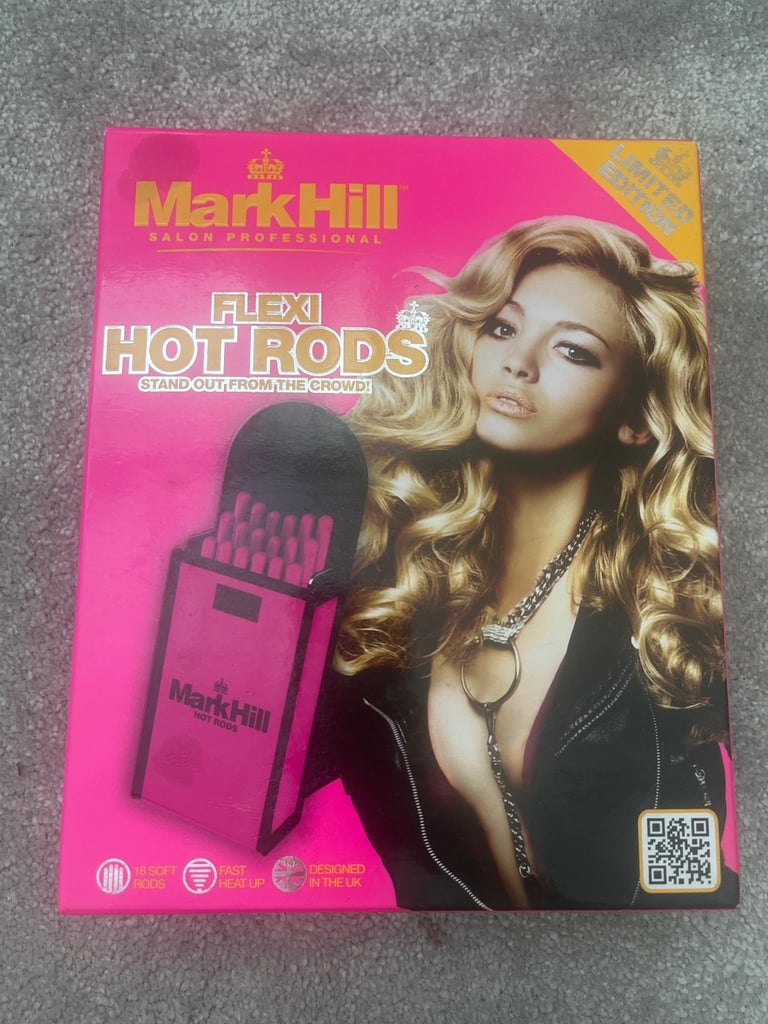 MarkHill™
SALON PROFESSIONAL
LIMITED
EDITION
FLEXI
HOT RODS
STAND OUT FROM THE CROWD!
MarkHill
HOT RODS
18 SOFT
RODS
FAST
HEAT UP
DESIGNED
IN THE UK